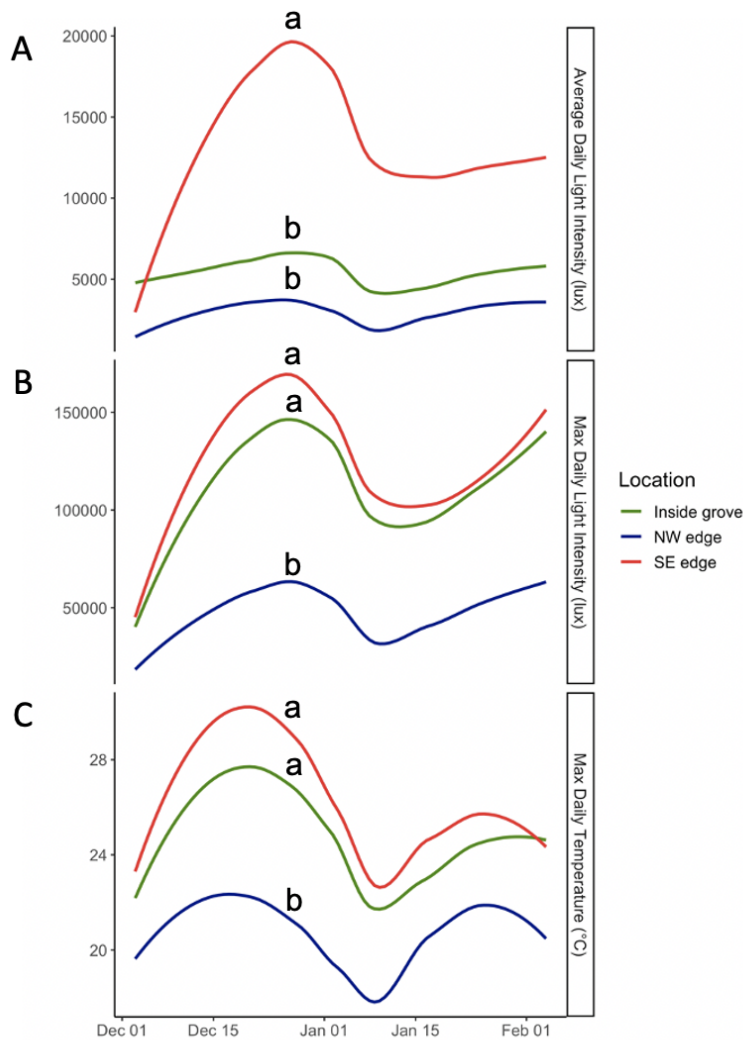 A
20000
15000
10000
5000
a
b
b
Average Daily Light Intensity (lux)
B
150000
100000
50000
a
a
b
Max Daily Light Intensity (lux)
C
28
24
20
a
a
b
Max Daily Temperature (°C)
Dec 01
Dec 15
Jan 01
Jan 15
Feb 01
Location
Inside grove
NW edge
SE edge